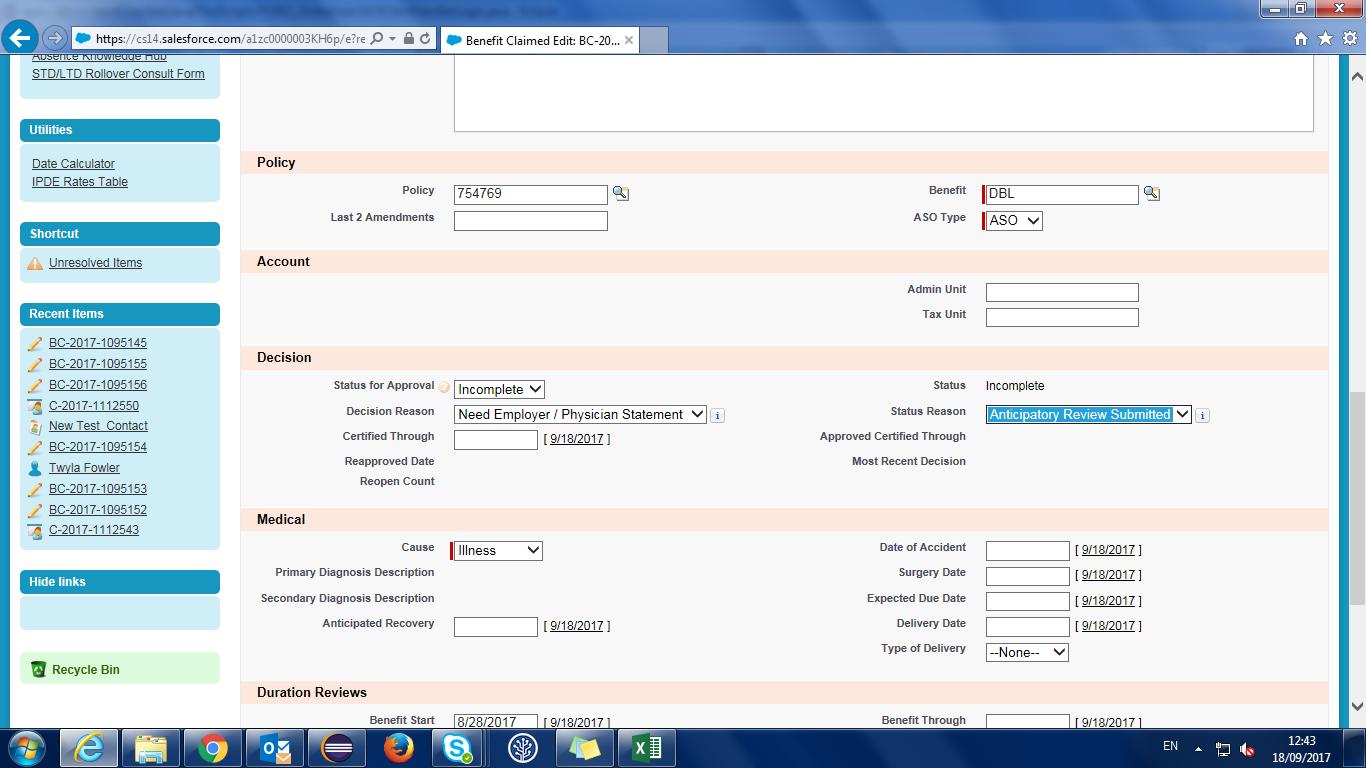 https://cs14.salesforce.com/a1zc0000003KH6p/e?re
Benefit Claimed Edit: BC-20...
Absence Knowledge Hub
STD/LTD Rollover Consult Form
Utilities
Date Calculator
IPDE Rates Table
Shortcut
Unresolved Items
Recent Items
BC-2017-1095145
BC-2017-1095155
BC-2017-1095156
C-2017-1112550
New Test Contact
BC-2017-1095154
Twyla Fowler
BC-2017-1095153
BC-2017-1095152
C-2017-1112543
Hide links
Recycle Bin
Policy
Policy 754769 Benefit DBL
Last 2 Amendments ASO Type ASO
Account
Admin Unit
Tax Unit
Decision
Status for Approval Incomplete Status Incomplete
Decision Reason Need Employer / Physician Statement Status Reason Anticipatory Review Submitted
Certified Through [ 9/18/2017 ] Approved Certified Through
Reapproved Date Most Recent Decision
Reopen Count
Medical
Cause Illness Date of Accident [ 9/18/2017 ]
Primary Diagnosis Description Surgery Date [ 9/18/2017 ]
Secondary Diagnosis Description Expected Due Date [ 9/18/2017 ]
Anticipated Recovery [ 9/18/2017 ] Delivery Date [ 9/18/2017 ]
Type of Delivery --None--
Duration Reviews
Benefit Start 8/28/2017 [ 9/18/2017 ] Benefit Through [ 9/18/2017 ]
EN
12:43
18/09/2017